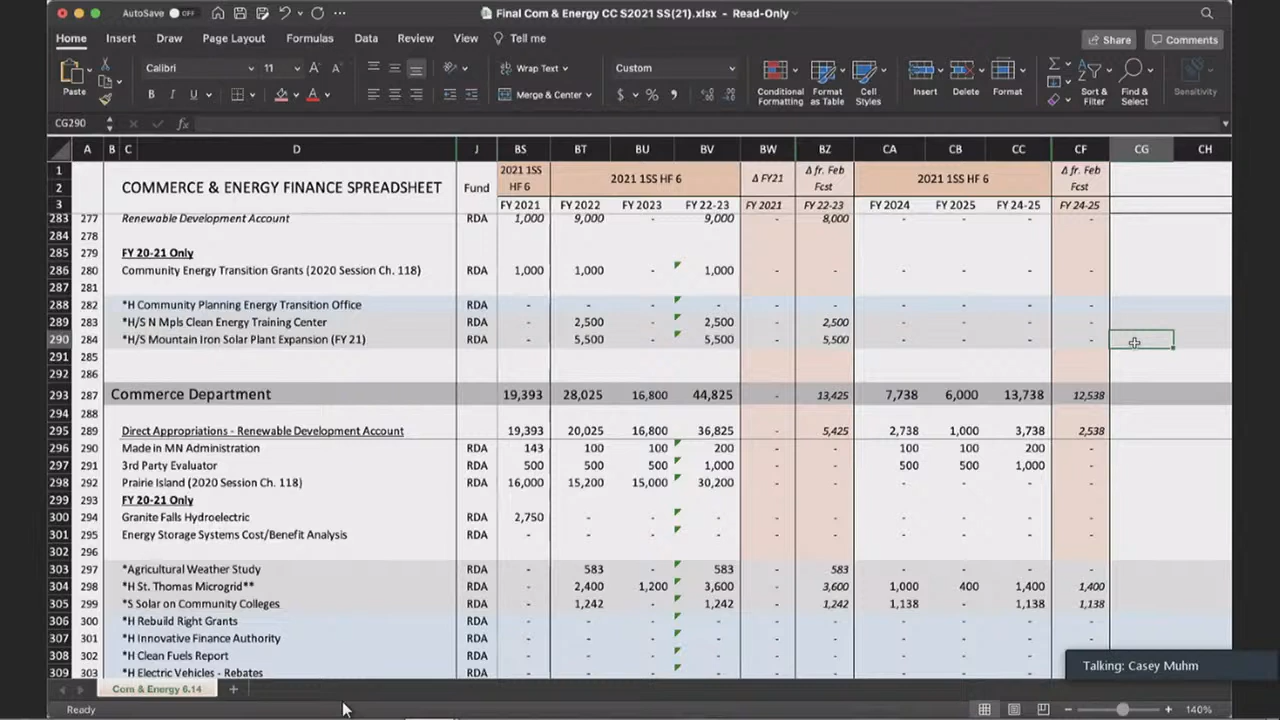 AutoSave OFF Final Com & Energy CC S2021 SS(21).xlsx - Read-Only
Home Insert Draw Page Layout Formulas Data Review View Tell me Share Comments
Paste Calibri 11 A A Wrap Text Custom Conditional Formatting Format as Table Cell Styles Insert Delete Format Sort & Filter Find & Select Sensitivity
B I U A Merge & Center $ %
CG290 fx
A B C D J BS BT BU BV BW BZ CA CB CC CF CG CH
1 2021 1SS HF 6 2021 1SS HF 6 Δ FY21 Δ fr. Feb Fcst 2021 1SS HF 6 Δ fr. Feb Fcst
2 COMMERCE & ENERGY FINANCE SPREADSHEET Fund
3 FY 2021 FY 2022 FY 2023 FY 22-23 FY 2021 FY 22-23 FY 2024 FY 2025 FY 24-25 FY 24-25
283 277 Renewable Development Account RDA 1,000 9,000 - 9,000 - 8,000 - - - -
284 278
285 279 FY 20-21 Only
286 280 Community Energy Transition Grants (2020 Session Ch. 118) RDA 1,000 1,000 - 1,000 - - - - - -
287 281
288 282 *H Community Planning Energy Transition Office RDA - - - - - - - - - -
289 283 *H/S N Mpls Clean Energy Training Center RDA - 2,500 - 2,500 - 2,500 - - - -
290 284 *H/S Mountain Iron Solar Plant Expansion (FY 21) RDA - 5,500 - 5,500 - 5,500 - - - -
291 285
292 286
293 287 Commerce Department 19,393 28,025 16,800 44,825 - 13,425 7,738 6,000 13,738 12,538
294 288
295 289 Direct Appropriations - Renewable Development Account 19,393 20,025 16,800 36,825 - 5,425 2,738 1,000 3,738 2,538
296 290 Made in MN Administration RDA 143 100 100 200 - - 100 100 200 -
297 291 3rd Party Evaluator RDA 500 500 500 1,000 - - 500 500 1,000 -
298 292 Prairie Island (2020 Session Ch. 118) RDA 16,000 15,200 15,000 30,200 - - - - - -
299 293 FY 20-21 Only
300 294 Granite Falls Hydroelectric RDA 2,750 - - - - - - - - -
301 295 Energy Storage Systems Cost/Benefit Analysis RDA - - - - - - - - - -
302 296
303 297 *Agricultural Weather Study RDA - 583 - 583 - 583 - - - -
304 298 *H St. Thomas Microgrid** RDA - 2,400 1,200 3,600 - 3,600 1,000 400 1,400 1,400
305 299 *S Solar on Community Colleges RDA - 1,242 - 1,242 - 1,242 1,138 - 1,138 1,138
306 300 *H Rebuild Right Grants RDA - - - - - - - - - -
307 301 *H Innovative Finance Authority RDA - - - - - - - - - -
308 302 *H Clean Fuels Report RDA - - - - - - - - -
309 303 *H Electric Vehicles - Rebates RDA - - - - - - - - -
Talking: Casey Muhm
Com & Energy 6.14 +
Ready 140%